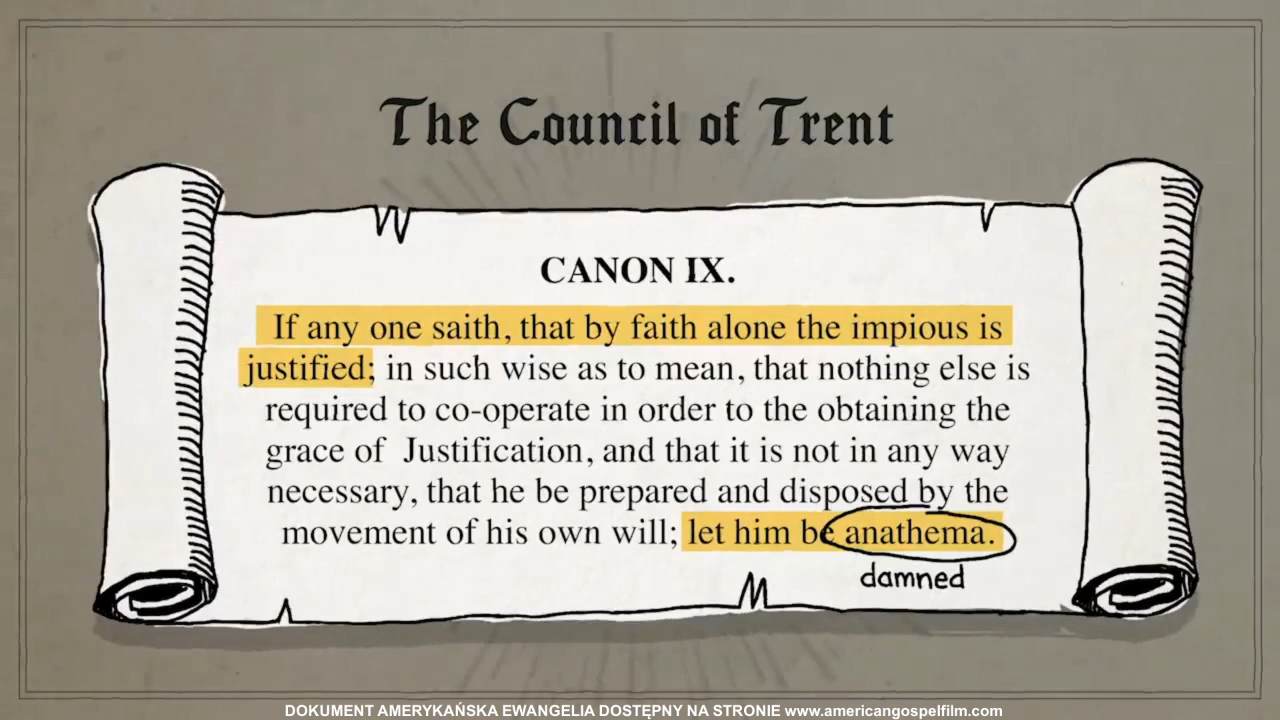 The Council of Trent
CANON IX.
If any one saith, that by faith alone the impious is
justified; in such wise as to mean, that nothing else is
required to co-operate in order to the obtaining the
grace of Justification, and that it is not in any way
necessary, that he be prepared and disposed by the
movement of his own will; let him be anathema.
damned
DOKUMENT AMERYKAŃSKA EWANGELIA DOSTĘPNY NA STRONIE www.americangospelfilm.com